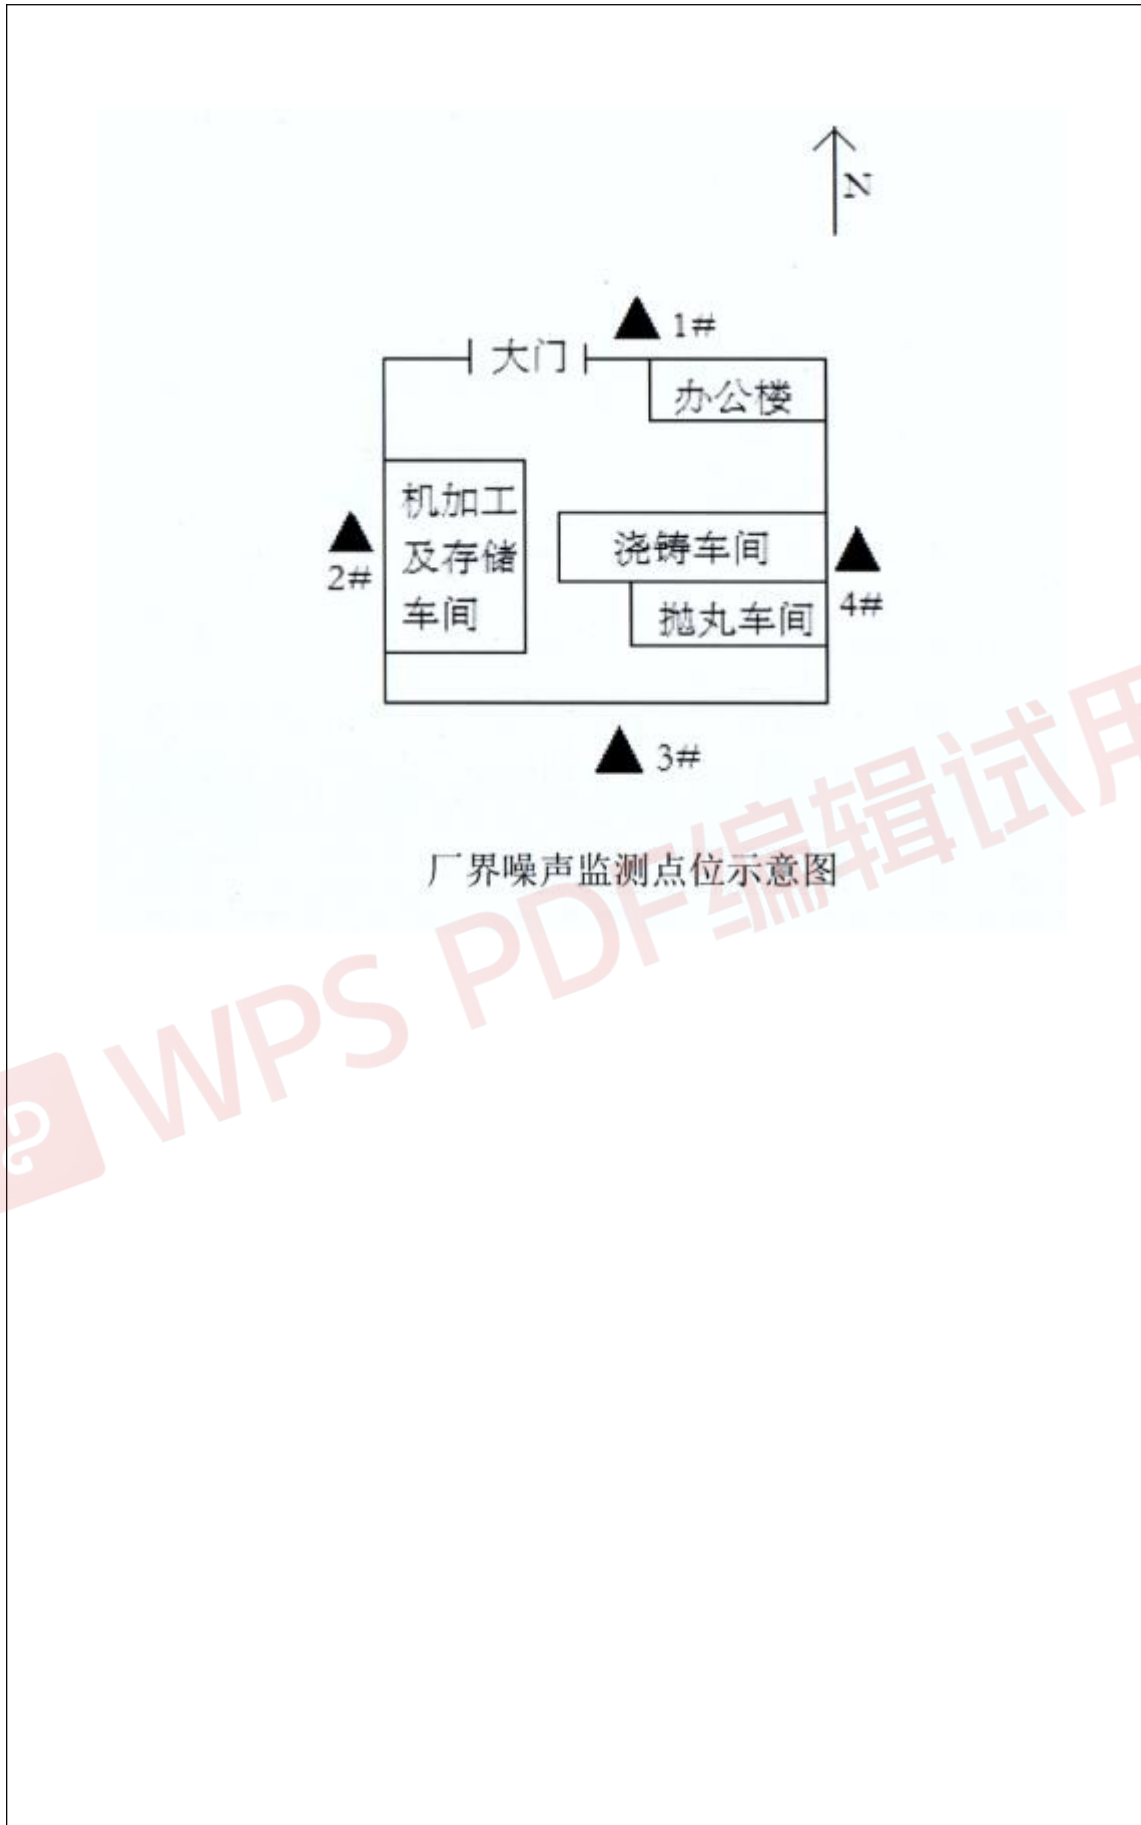 N
1#
大门
办公楼
机加工
及存储
车间
2#
浇铸车间
抛丸车间
4#
3#
厂界噪声监测点位示意图
WPS PDF编辑试用